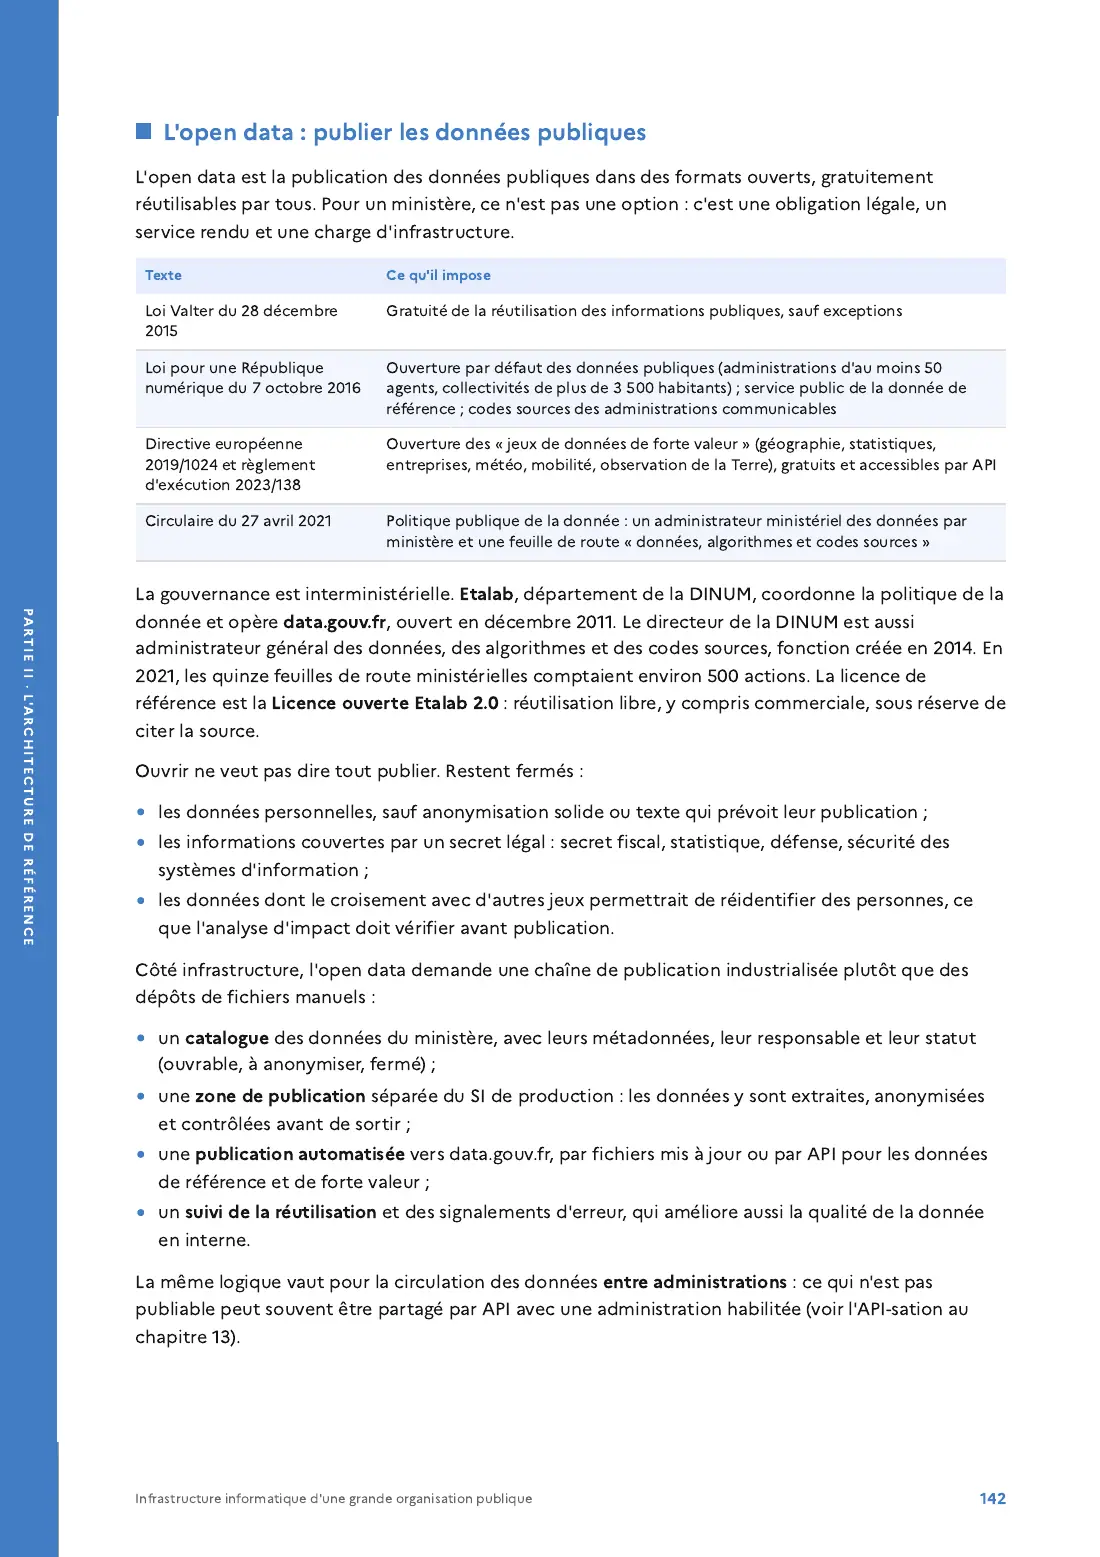 L'open data : publier les données publiques
L'open data est la publication des données publiques dans des formats ouverts, gratuitement
réutilisables par tous. Pour un ministère, ce n'est pas une option : c'est une obligation légale, un
service rendu et une charge d'infrastructure.
Texte
Ce qu'il impose
Loi Valter du 28 décembre
2015
Gratuité de la réutilisation des informations publiques, sauf exceptions
Loi pour une République
numérique du 7 octobre 2016
Ouverture par défaut des données publiques (administrations d'au moins 50
agents, collectivités de plus de 3 500 habitants) ; service public de la donnée de
référence ; codes sources des administrations communicables
Directive européenne
2019/1024 et règlement
d'exécution 2023/138
Ouverture des « jeux de données de forte valeur » (géographie, statistiques,
entreprises, météo, mobilité, observation de la Terre), gratuits et accessibles par API
Circulaire du 27 avril 2021
Politique publique de la donnée : un administrateur ministériel des données par
ministère et une feuille de route « données, algorithmes et codes sources »
La gouvernance est interministérielle. Etalab, département de la DINUM, coordonne la politique de la
donnée et opère data.gouv.fr, ouvert en décembre 2011. Le directeur de la DINUM est aussi
administrateur général des données, des algorithmes et des codes sources, fonction créée en 2014. En
2021, les quinze feuilles de route ministérielles comptaient environ 500 actions. La licence de
référence est la Licence ouverte Etalab 2.0 : réutilisation libre, y compris commerciale, sous réserve de
citer la source.
Ouvrir ne veut pas dire tout publier. Restent fermés :
• les données personnelles, sauf anonymisation solide ou texte qui prévoit leur publication ;
• les informations couvertes par un secret légal : secret fiscal, statistique, défense, sécurité des
systèmes d'information ;
• les données dont le croisement avec d'autres jeux permettrait de réidentifier des personnes, ce
que l'analyse d'impact doit vérifier avant publication.
Côté infrastructure, l'open data demande une chaîne de publication industrialisée plutôt que des
dépôts de fichiers manuels :
• un catalogue des données du ministère, avec leurs métadonnées, leur responsable et leur statut
(ouvrable, à anonymiser, fermé) ;
• une zone de publication séparée du SI de production : les données y sont extraites, anonymisées
et contrôlées avant de sortir ;
• une publication automatisée vers data.gouv.fr, par fichiers mis à jour ou par API pour les données
de référence et de forte valeur ;
• un suivi de la réutilisation et des signalements d'erreur, qui améliore aussi la qualité de la donnée
en interne.
La même logique vaut pour la circulation des données entre administrations : ce qui n'est pas
publiable peut souvent être partagé par API avec une administration habilitée (voir l'API-sation au
chapitre 13).
PARTIE II · L'ARCHITECTURE DE RÉFÉRENCE
Infrastructure informatique d'une grande organisation publique
142